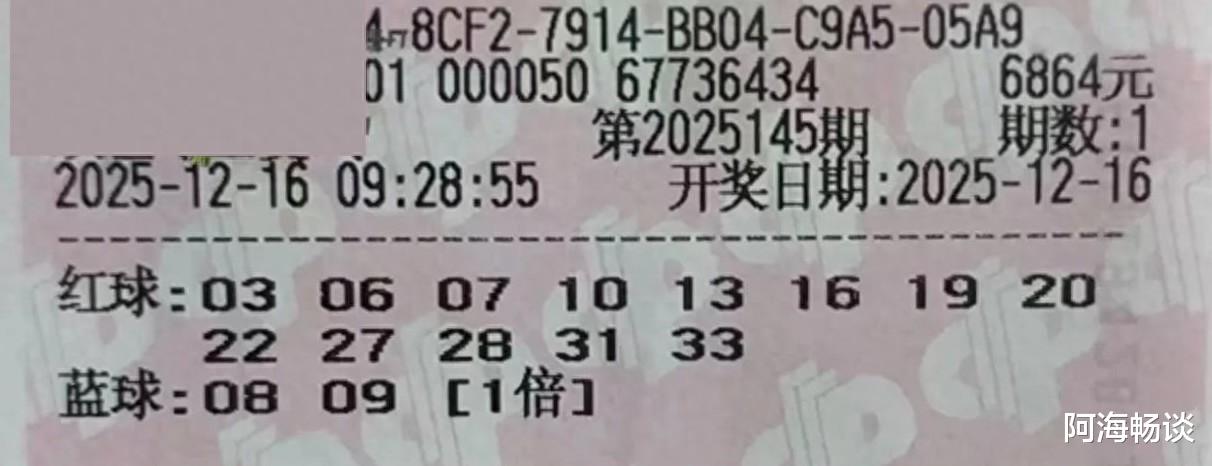 8CF2-7914-BB04-C9A5-05A9
01 000050 67736434 6864元
第2025145期 期数:1
2025-12-16 09:28:55 开奖日期:2025-12-16
红球:03 06 07 10 13 16 19 20
22 27 28 31 33
蓝球:08 09 [1倍]
阿海畅谈